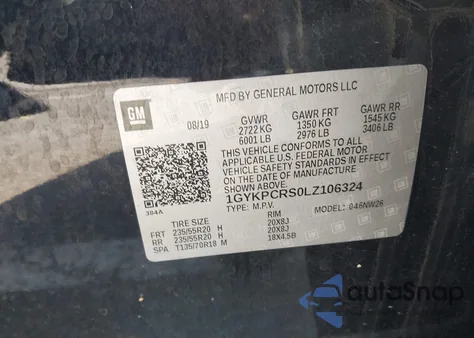 MFD BY GENERAL MOTORS LLC
GM
08/19
GVWR GAWR FRT GAWR RR
2722 KG 1350 KG 1545 KG
6001 LB 2976 LB 3406 LB
THIS VEHICLE CONFORMS TO ALL APPLICABLE
U.S. FEDERAL MOTOR
VEHICLE SAFETY STANDARDS
IN EFFECT ON THE DATE OF
MANUFACTURE SHOWN ABOVE.
1GYKPCRS0LZ106324
TYPE: M.P.V. MODEL: 046NW26
384A
TIRE SIZE RIM
FRT 235/55R20 H 20X8J
RR 235/55R20 H 20X8J
SPA T135/70R18 M 18X4.5B
autoSnap